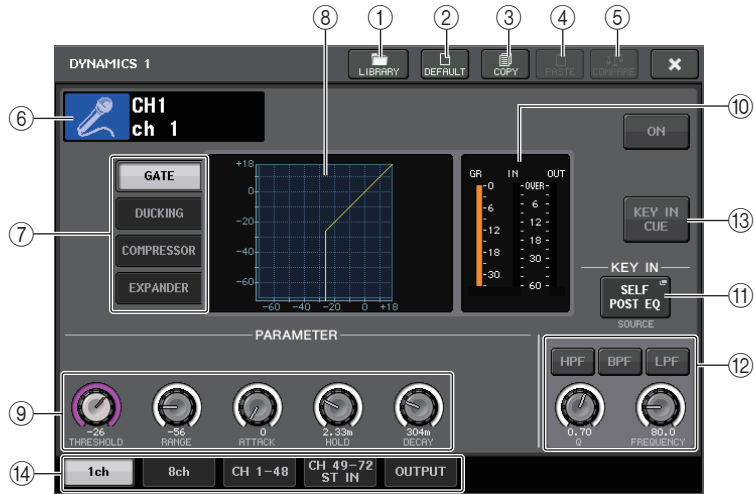 ⑧ ① ② ③ ④ ⑤
DYNAMICS 1
LIBRARY DEFAULT COPY PASTE COMPARE
⑥ CH1
ch 1
⑩
ON
GATE
⑦ DUCKING
COMPRESSOR
EXPANDER
+18
0
-20
-40
-60
-60 -40 -20 0 +18
GR IN OUT
0 OVER
6 6
12 12
18 18
30 30
60
KEY IN
CUE ⑬
KEY IN
SELF
POST EQ ⑪
SOURCE
PARAMETER
HPF BPF LPF ⑫
⑨ -26 -56 0 2.33m 304m
THRESHOLD RANGE ATTACK HOLD DECAY
0.70 80.0
Q FREQUENCY
⑭ 1ch 8ch CH 1-48 CH 49-72
ST IN OUTPUT